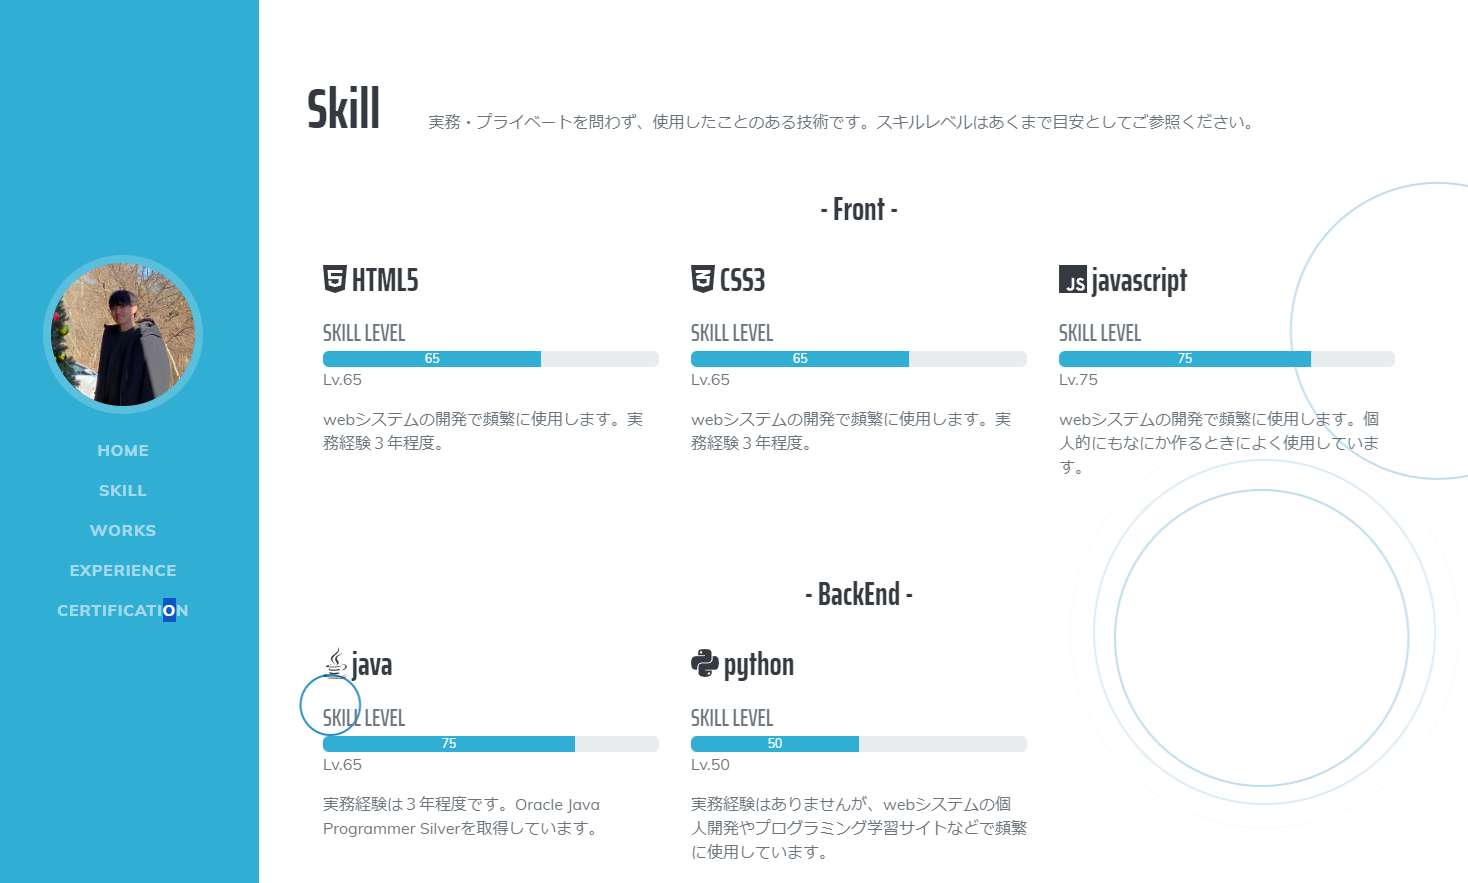 Skill
実務・プライベートを問わず、使用したことのある技術です。スキルレベルはあくまで目安としてご参照ください。
HOME
SKILL
WORKS
EXPERIENCE
CERTIFICATION
- Front -
HTML5
SKILL LEVEL
65
Lv.65
webシステムの開発で頻繁に使用します。実
務経験３年程度。
CSS3
SKILL LEVEL
65
Lv.65
webシステムの開発で頻繁に使用します。実
務経験３年程度。
JS javascript
SKILL LEVEL
75
Lv.75
webシステムの開発で頻繁に使用します。個
人的にもなにか作るときによく使用していま
す。
- BackEnd -
java
SKILL LEVEL
75
Lv.65
実務経験は３年程度です。Oracle Java
Programmer Silverを取得しています。
python
SKILL LEVEL
50
Lv.50
実務経験はありませんが、webシステムの個
人開発やプログラミング学習サイトなどで頻繁
に使用しています。